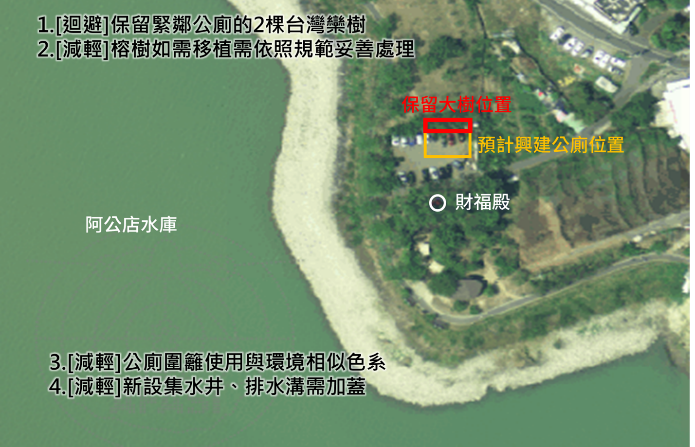 1.[迴避]保留緊鄰公廁的2棵台灣欒樹
2.[減輕]榕樹如需移植需依照規範妥善處理
保留大樹位置
預計興建公廁位置
財福殿
阿公店水庫
3.[減輕]公廁圍籬使用與環境相似色系
4.[減輕]新設集水井、排水溝需加蓋